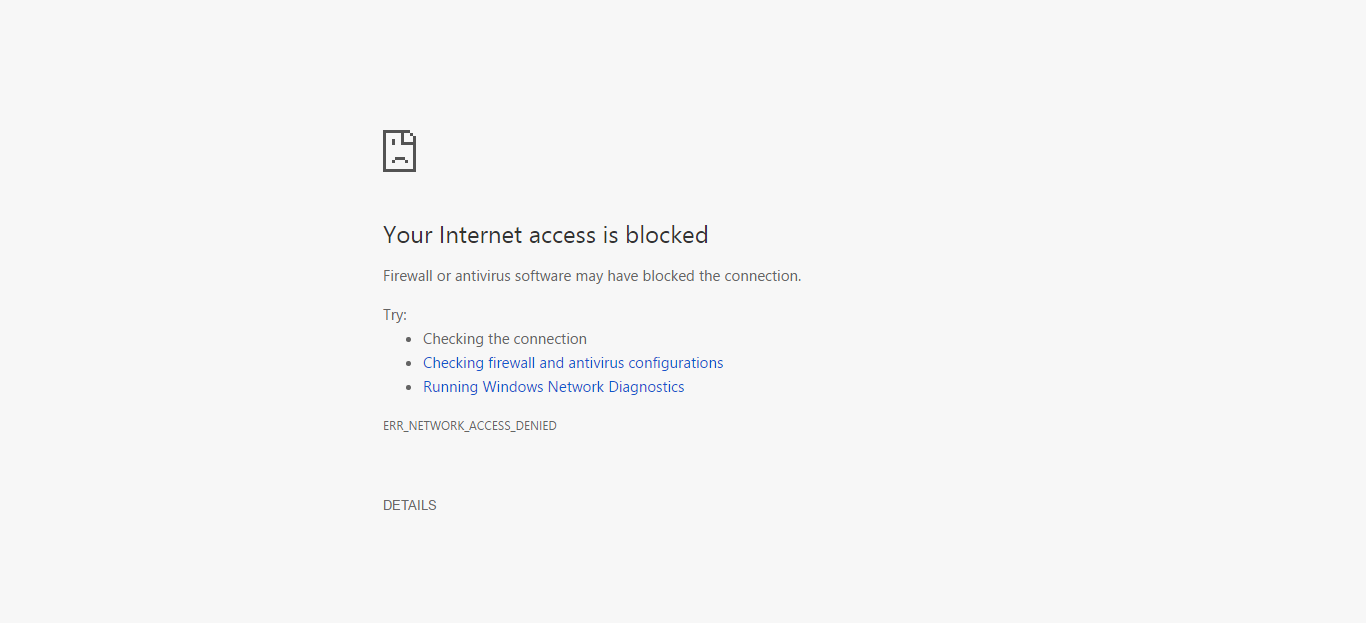 Your Internet access is blocked
Firewall or antivirus software may have blocked the connection.
Try:
Checking the connection
Checking firewall and antivirus configurations
Running Windows Network Diagnostics
ERR_NETWORK_ACCESS_DENIED
DETAILS